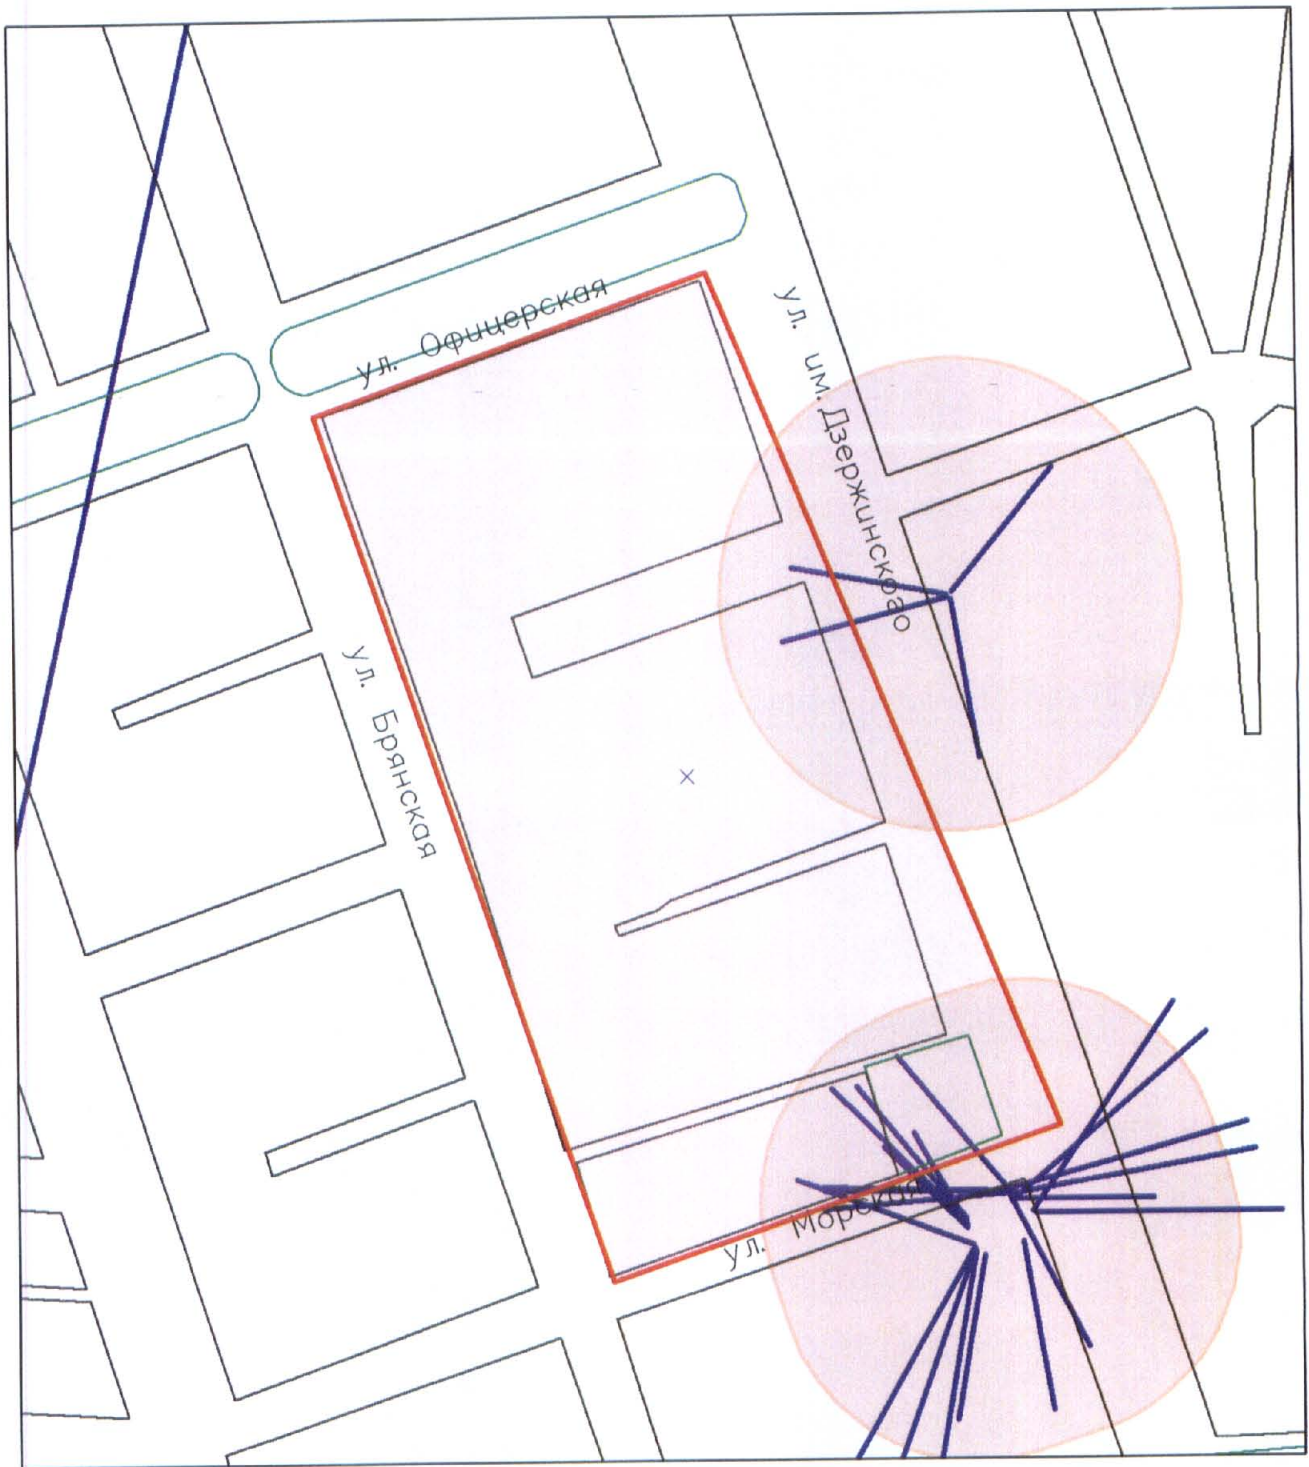 ул. Офицерская
ул. им. Дзержинского
ул. Брянская
ул. Морская